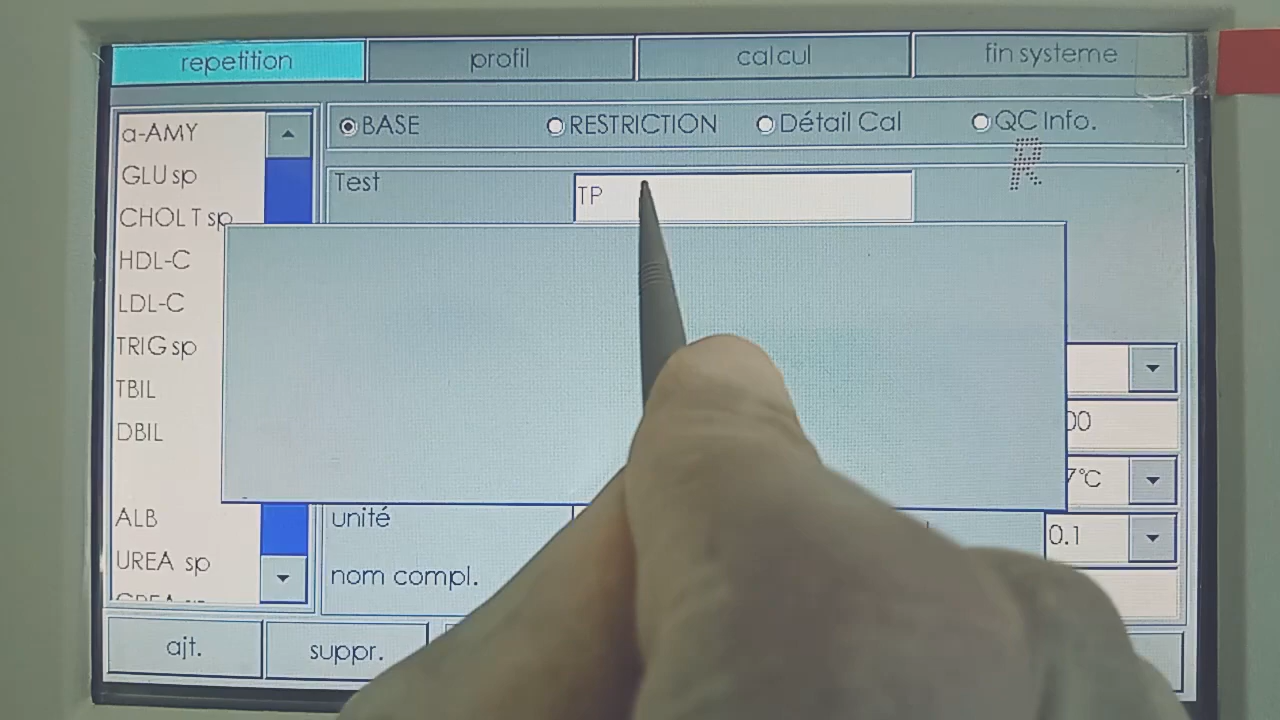 repetition profil calcul fin systeme
α-AMY
GLU sp
CHOL T sp
HDL-C
LDL-C
TRIG sp
TBIL
DBIL
ALB
UREA sp
BASE RESTRICTION Détail Cal QC Info.
R
Test TP
00
7°C
unité 0.1
nom compl.
ajt. suppr.